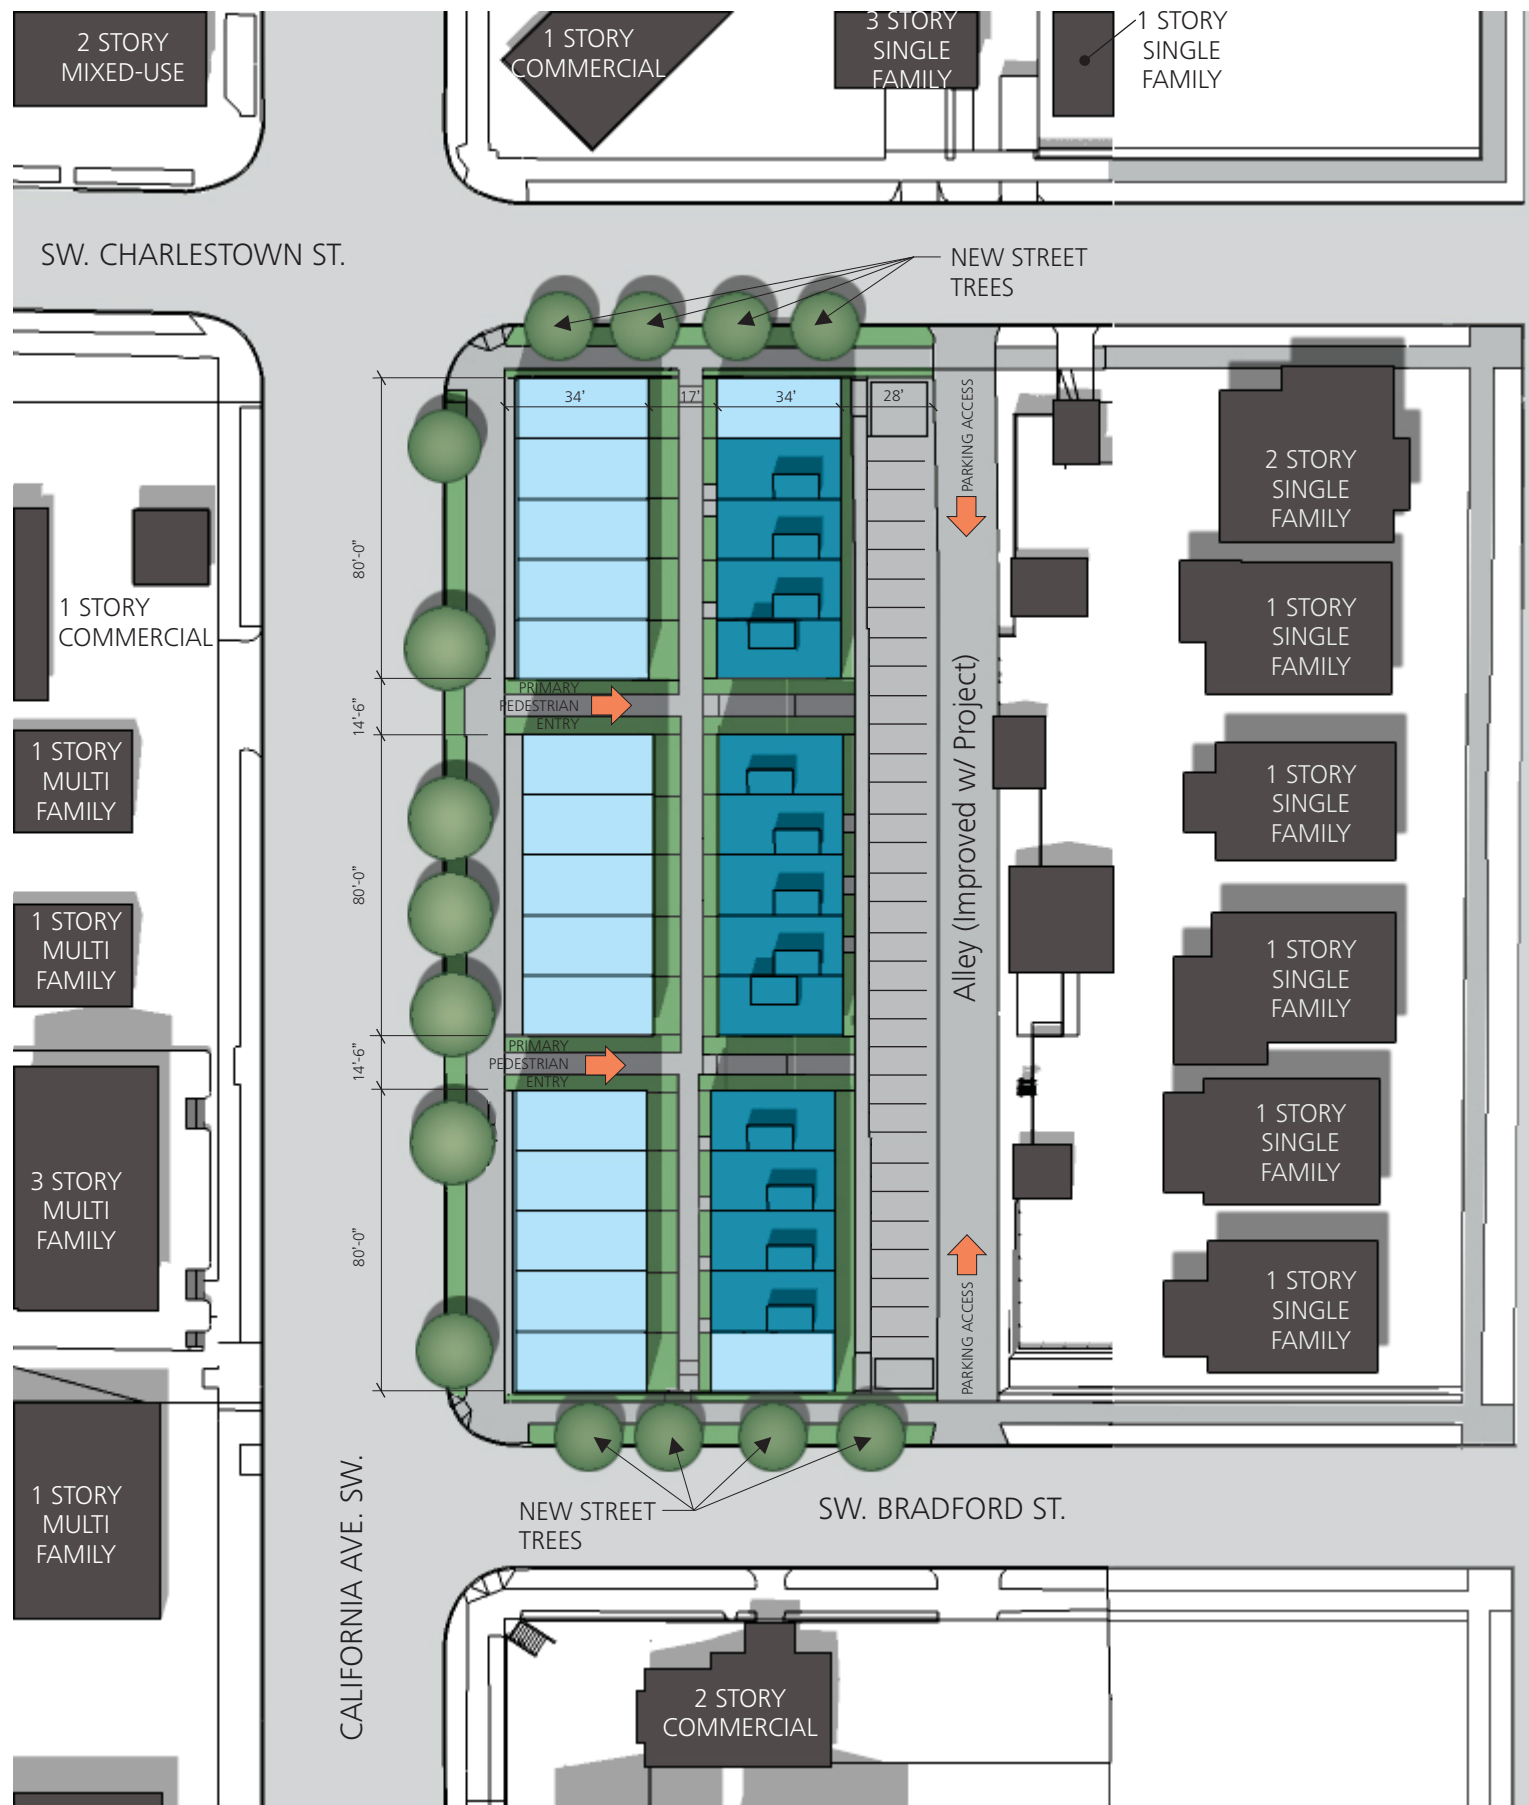 2 STORY
MIXED-USE
1 STORY
COMMERCIAL
3 STORY
SINGLE
FAMILY
1 STORY
SINGLE
FAMILY
SW. CHARLESTOWN ST.
NEW STREET
TREES
34'
17'
34'
28'
PARKING ACCESS
80'-0"
1 STORY
COMMERCIAL
2 STORY
SINGLE
FAMILY
1 STORY
SINGLE
FAMILY
PRIMARY
PEDESTRIAN
ENTRY
14'-6"
Alley (Improved w/ Project)
1 STORY
MULTI
FAMILY
1 STORY
SINGLE
FAMILY
80'-0"
1 STORY
MULTI
FAMILY
1 STORY
SINGLE
FAMILY
PRIMARY
PEDESTRIAN
ENTRY
14'-6"
1 STORY
SINGLE
FAMILY
3 STORY
MULTI
FAMILY
80'-0"
1 STORY
SINGLE
FAMILY
PARKING ACCESS
1 STORY
MULTI
FAMILY
CALIFORNIA AVE. SW.
NEW STREET
TREES
SW. BRADFORD ST.
2 STORY
COMMERCIAL